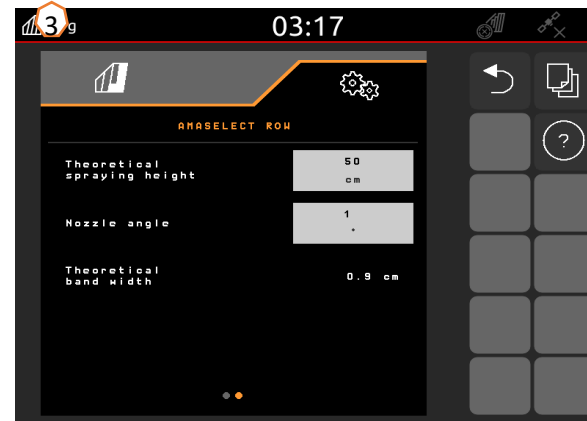 3 g
03:17
AMASELECT ROW
Theoretical
spraying height
50
cm
Nozzle angle
1
°
Theoretical
band width
0.9 cm
?